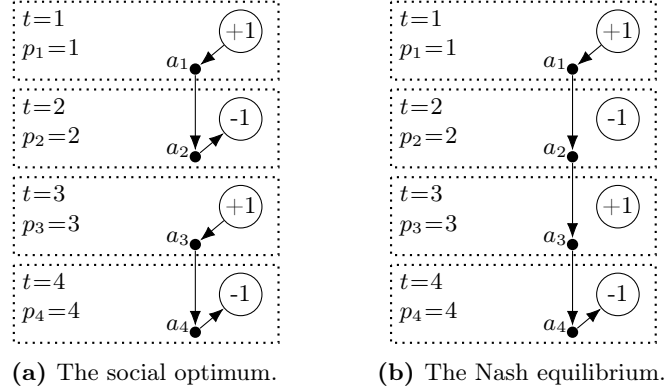 t=1
p₁=1
+1
a₁
t=2
p₂=2
-1
a₂
t=3
p₃=3
+1
a₃
t=4
p₄=4
-1
a₄
(a) The social optimum.
t=1
p₁=1
+1
a₁
t=2
p₂=2
-1
a₂
t=3
p₃=3
+1
a₃
t=4
p₄=4
-1
a₄
(b) The Nash equilibrium.